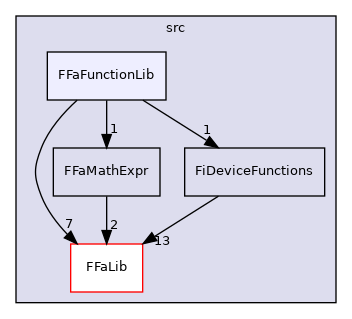 src
FFaFunctionLib
1
1
FFaMathExpr
FiDeviceFunctions
7
2
13
FFaLib